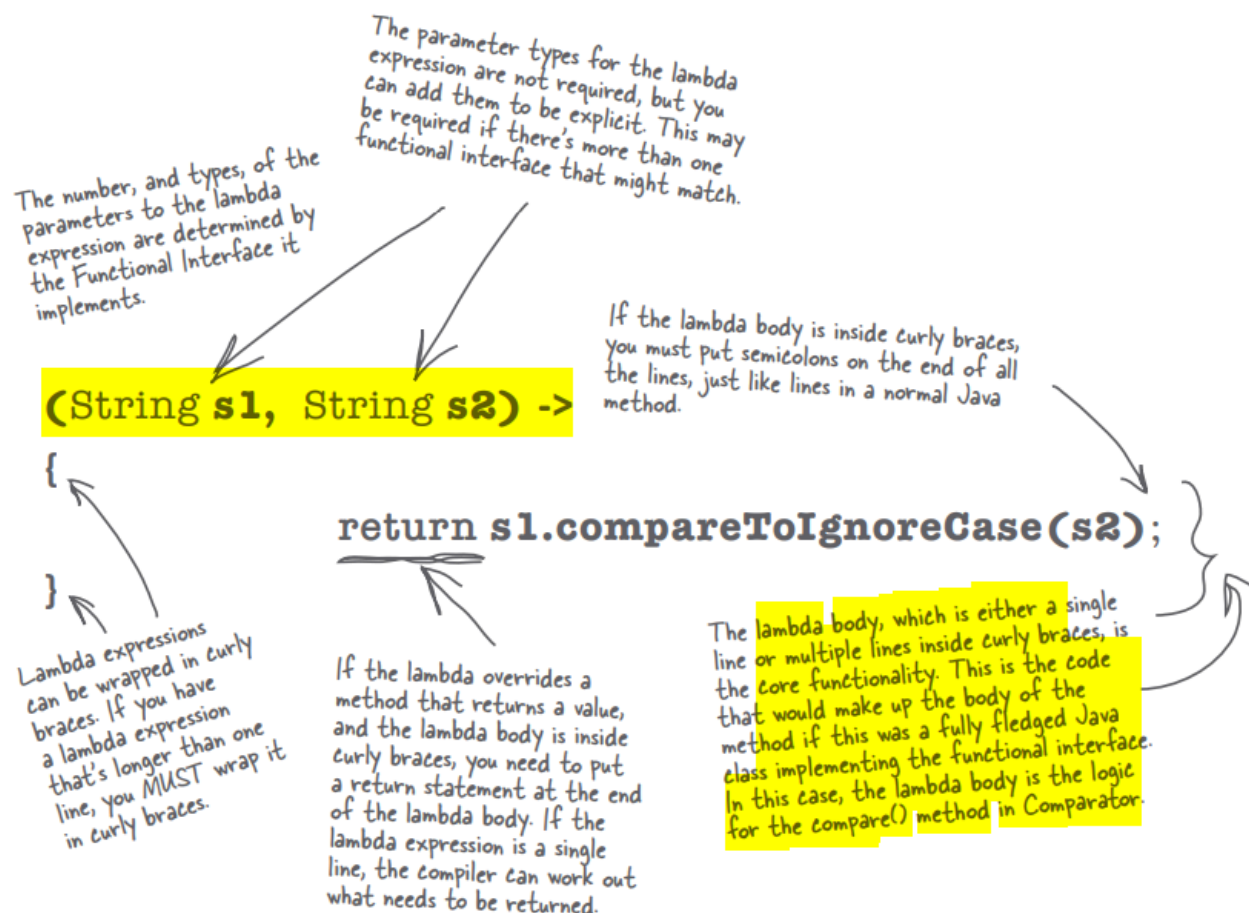 The parameter types for the lambda
expression are not required, but you
can add them to be explicit. This may
be required if there's more than one
functional interface that might match.
The number, and types, of the
parameters to the lambda
expression are determined by
the Functional Interface it
implements.
If the lambda body is inside curly braces,
you must put semicolons on the end of all
the lines, just like lines in a normal Java
method.
(String s1, String s2) ->
{
return s1.compareToIgnoreCase(s2);
}
Lambda expressions
can be wrapped in curly
braces. If you have
a lambda expression
that's longer than one
line, you MUST wrap it
in curly braces.
If the lambda overrides a
method that returns a value,
and the lambda body is inside
curly braces, you need to put
a return statement at the end
of the lambda body. If the
lambda expression is a single
line, the compiler can work out
what needs to be returned.
The lambda body, which is either a single
line or multiple lines inside curly braces, is
the core functionality. This is the code
that would make up the body of the
method if this was a fully fledged Java
class implementing the functional interface.
In this case, the lambda body is the logic
for the compare() method in Comparator.